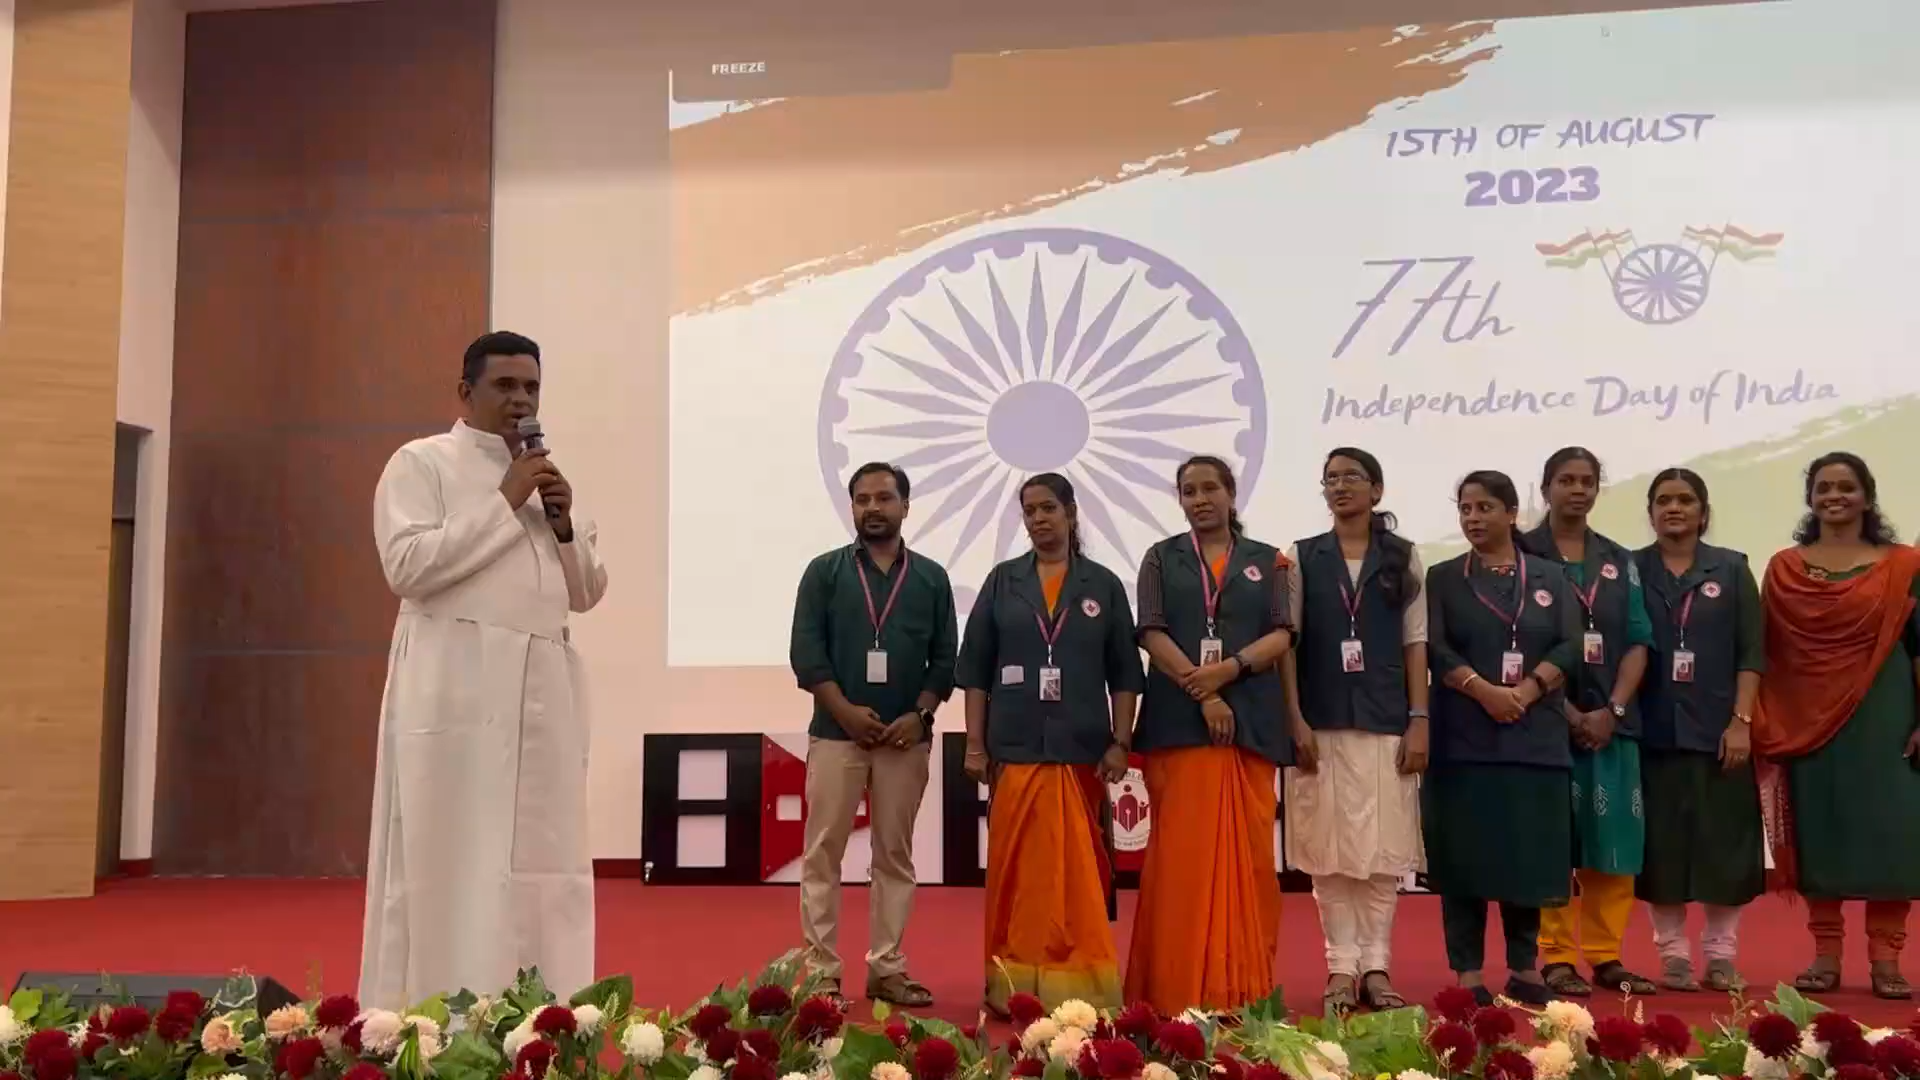 FREEZE
15TH OF AUGUST
2023
77th
Independence Day of India